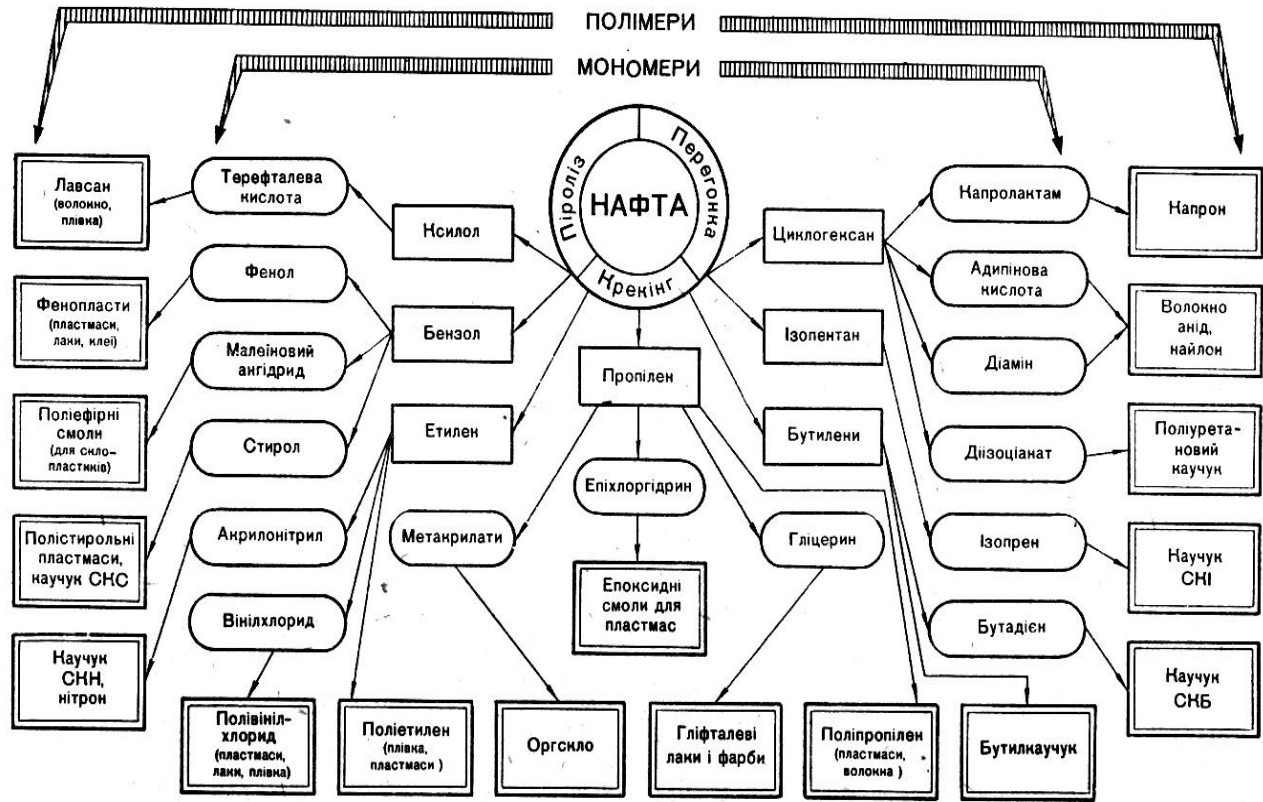 ПОЛІМЕРИ
МОНОМЕРИ
Піроліз
Перегонка
Крекінг
НАФТА
Лавсан
(волокно,
плівка)
Терефталева
кислота
Ксилол
Циклогексан
Капролактам
Капрон
Фенопласти
(пластмаси,
лаки, клеї)
Фенол
Бензол
Ізопентан
Адипінова
кислота
Волокно
анід,
найлон
Малеїновий
ангідрид
Пропілен
Діамін
Поліефірні
смоли
(для скло-
пластиків)
Стирол
Етилен
Бутилени
Діізоціанат
Поліурета-
новий
каучук
Епіхлоргідрин
Полістирольні
пластмаси,
каучук СКС
Акрилонітрил
Метакрилати
Гліцерин
Ізопрен
Каучук
СКІ
Епоксидні
смоли для
пластмас
Вінілхлорид
Бутадієн
Каучук
СКН,
нітрон
Каучук
СКБ
Полівініл-
хлорид
(пластмаси,
лаки, плівка)
Поліетилен
(плівка,
пластмаси)
Оргскло
Гліфталеві
лаки і фарби
Поліпропілен
(пластмаси,
волокна)
Бутилкаучук